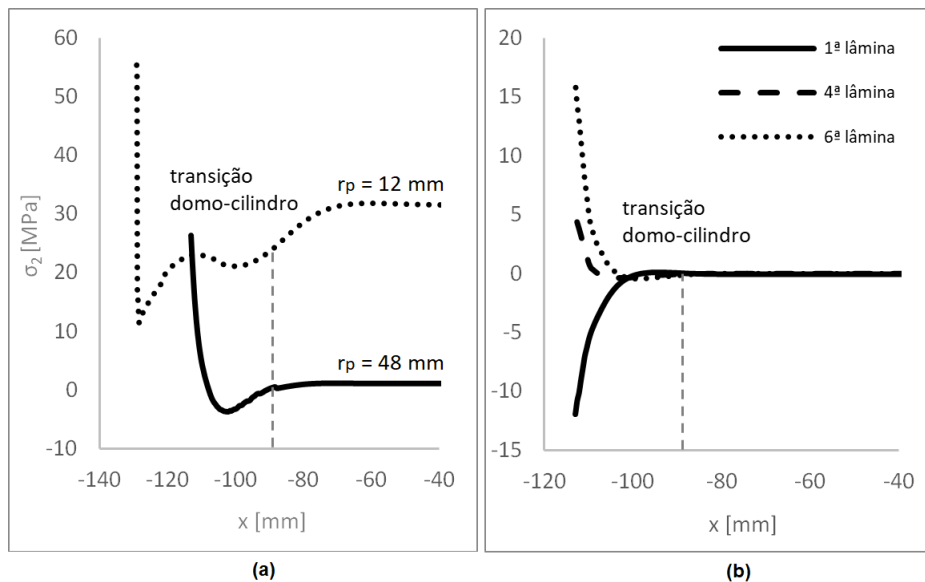 60
50
40
30
20
10
0
-10
-140
-120
-100
-80
-60
-40
σ2 [MPa]
x [mm]
transição
domo-cilindro
rp = 12 mm
rp = 48 mm
(a)
20
15
10
5
0
-5
-10
-15
-120
-100
-80
-60
-40
x [mm]
1ª lâmina
4ª lâmina
6ª lâmina
transição
domo-cilindro
(b)